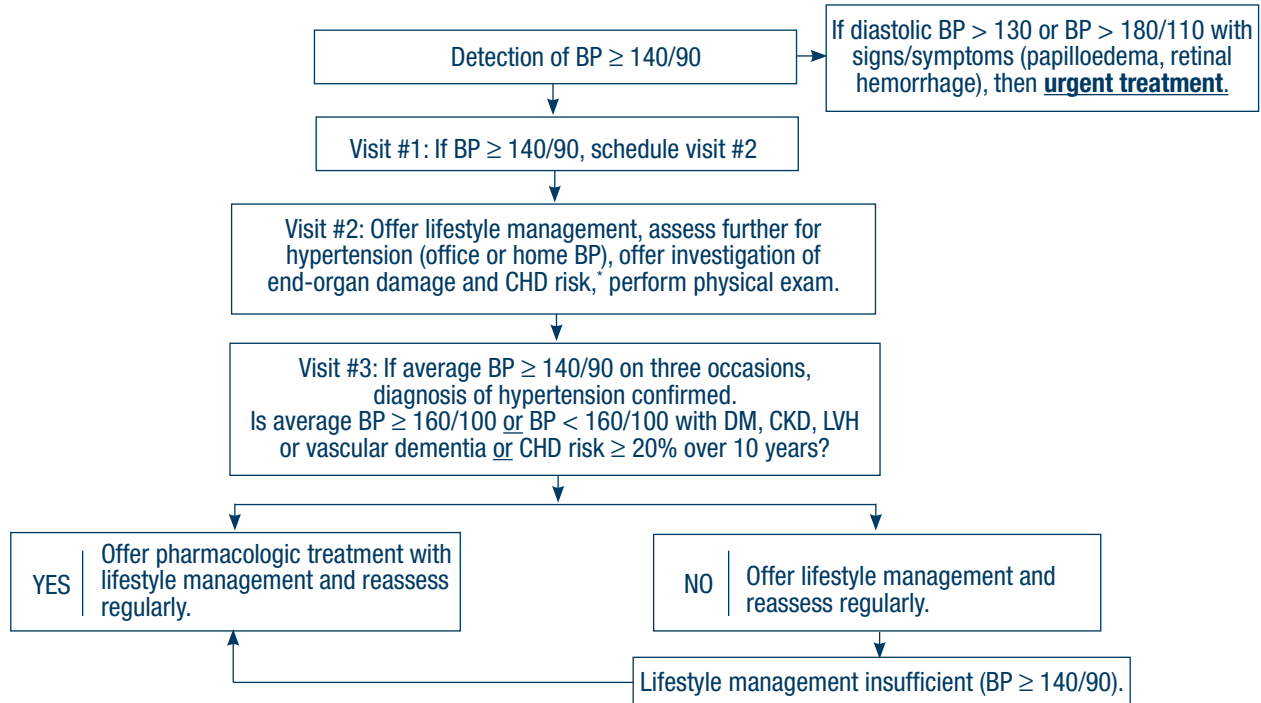 Detection of BP ≥ 140/90
If diastolic BP > 130 or BP > 180/110 with
signs/symptoms (papilloedema, retinal
hemorrhage), then urgent treatment.
Visit #1: If BP ≥ 140/90, schedule visit #2
Visit #2: Offer lifestyle management, assess further for
hypertension (office or home BP), offer investigation of
end-organ damage and CHD risk,* perform physical exam.
Visit #3: If average BP ≥ 140/90 on three occasions,
diagnosis of hypertension confirmed.
Is average BP ≥ 160/100 or BP < 160/100 with DM, CKD, LVH
or vascular dementia or CHD risk ≥ 20% over 10 years?
YES
Offer pharmacologic treatment with
lifestyle management and reassess
regularly.
NO
Offer lifestyle management and
reassess regularly.
Lifestyle management insufficient (BP ≥ 140/90).